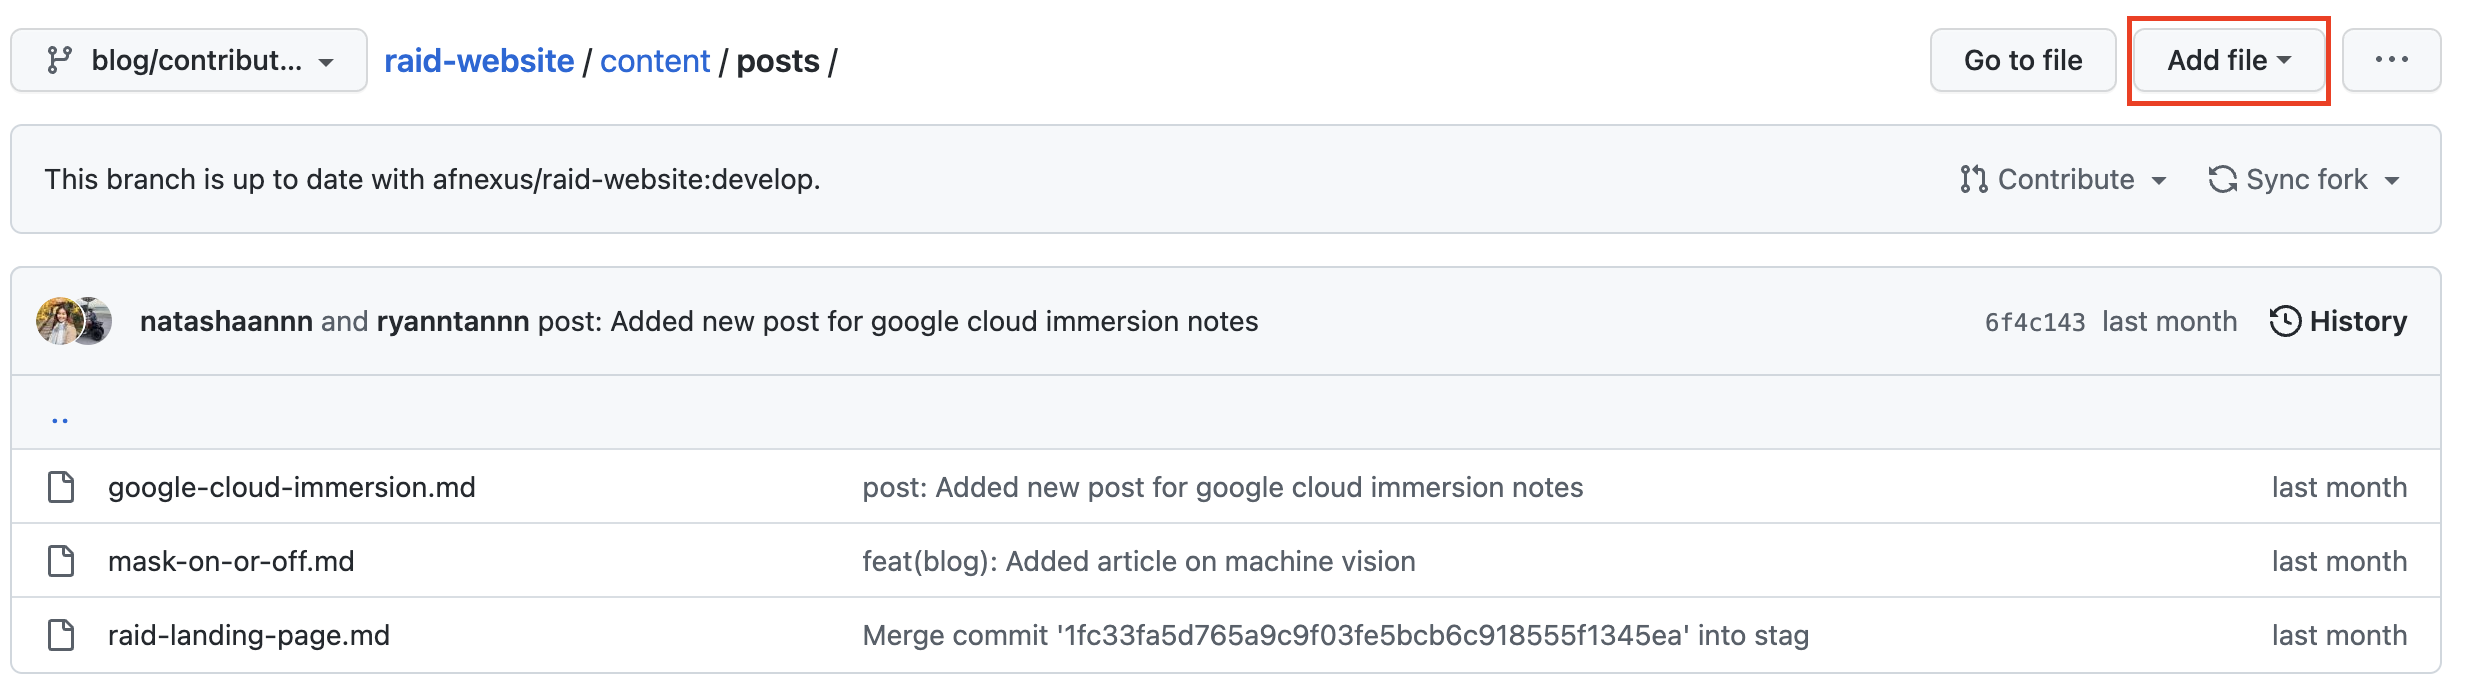 blog/contribut... raid-website / content / posts / Go to file Add file ...
This branch is up to date with afnexus/raid-website:develop. Contribute Sync fork
natashaannn and ryanntannn post: Added new post for google cloud immersion notes 6f4c143 last month History
..
google-cloud-immersion.md post: Added new post for google cloud immersion notes last month
mask-on-or-off.md feat(blog): Added article on machine vision last month
raid-landing-page.md Merge commit '1fc33fa5d765a9c9f03fe5bcb6c918555f1345ea' into stag last month